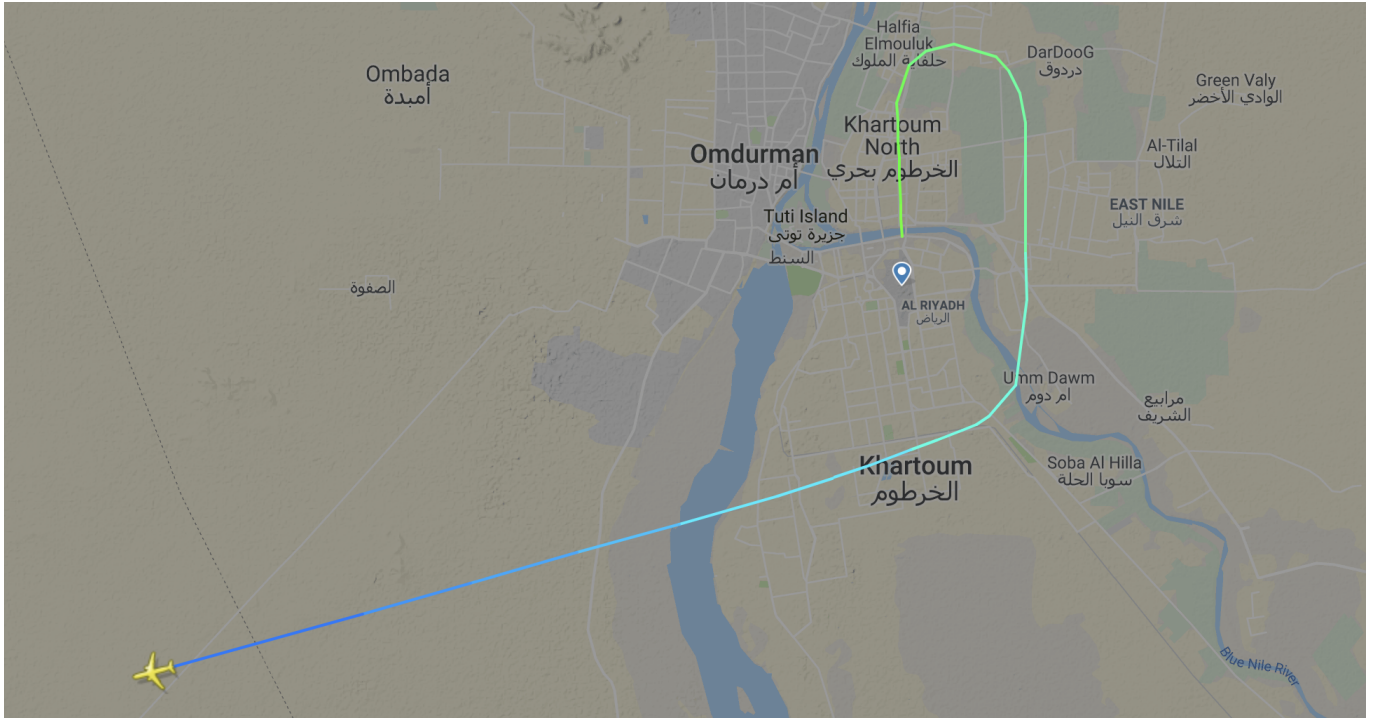 Halfia
Elmouluk
حلفاية الملوك
DarDooG
دردوق
Ombada
أمبدة
Green Valy
الوادي الأخضر
Khartoum
North
الخرطوم بحري
Al-Tilal
التلال
Omdurman
أم درمان
EAST NILE
شرق النيل
Tuti Island
جزيرة توتي
السنط
الصفوة
AL RIYADH
الرياض
Umm Dawm
ام دوم
مرابيع
الشريف
Khartoum
الخرطوم
Soba Al Hilla
سوبا الحلة
Blue Nile River